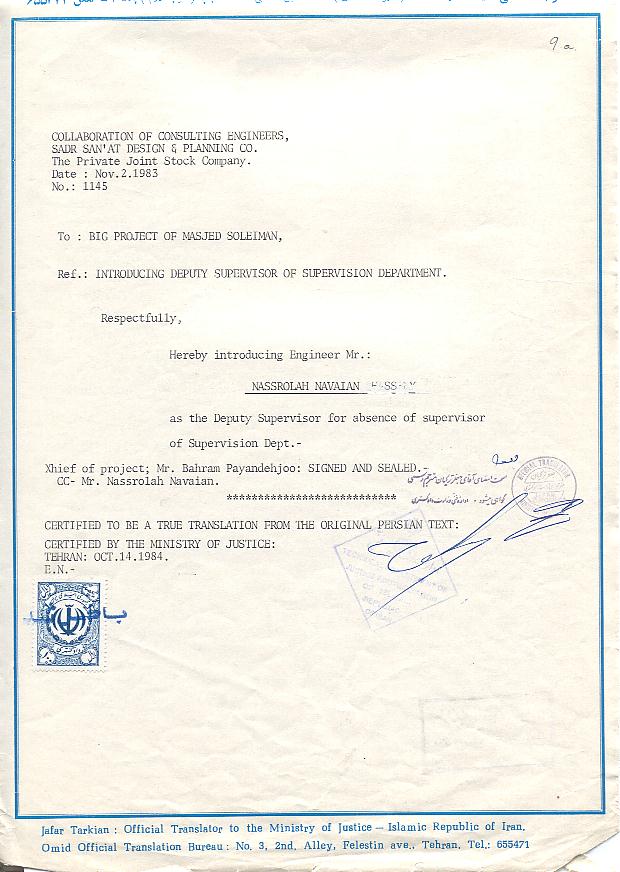 9.a.
COLLABORATION OF CONSULTING ENGINEERS,
SADR SAN'AT DESIGN & PLANNING CO.
The Private Joint Stock Company.
Date : Nov.2.1983
No.: 1145
To : BIG PROJECT OF MASJED SOLEIMAN,
Ref.: INTRODUCING DEPUTY SUPERVISOR OF SUPERVISION DEPARTMENT.
Respectfully,
Hereby introducing Engineer Mr.:
NASSROLAH NAVAIAN
as the Deputy Supervisor for absence of supervisor
of Supervision Dept.-
Xhief of project; Mr. Bahram Payandehjoo: SIGNED AND SEALED.-
CC- Mr. Nassrolah Navaian.
***************************
CERTIFIED TO BE A TRUE TRANSLATION FROM THE ORIGINAL PERSIAN TEXT:
CERTIFIED BY THE MINISTRY OF JUSTICE:
TEHRAN: OCT.14.1984.
E.N.-
OFFICIAL TRANSLATOR
Jafar Tarkian : Official Translator to the Ministry of Justice — Islamic Republic of Iran.
Omid Official Translation Bureau : No. 3, 2nd, Alley, Felestin ave., Tehran, Tel.: 655471